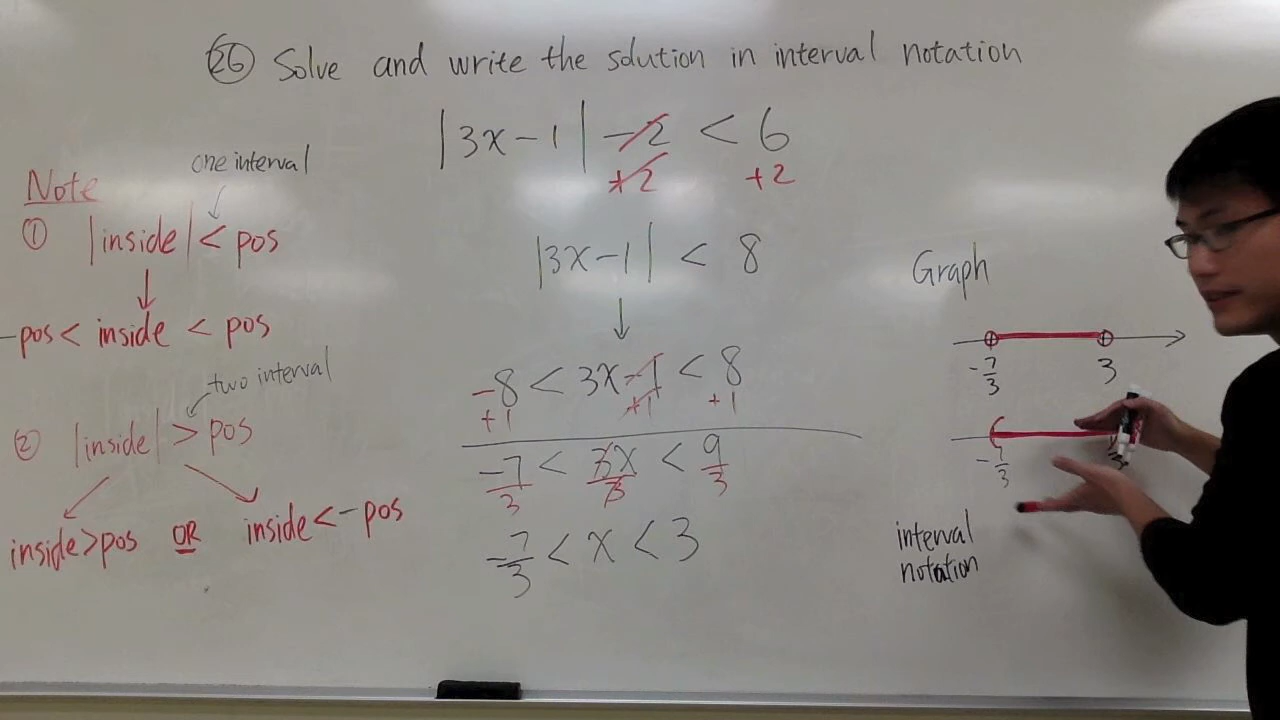 26 Solve and write the solution in interval notation
|3x-1| -2 < 6
+2 +2
|3x-1| < 8
-8 < 3x-1 < 8
+1 +1 +1
-7/3 < 3x/3 < 9/3
-7/3 < x < 3
Note
one interval
① |inside| < pos
-pos < inside < pos
two interval
② |inside| > pos
inside>pos OR inside<-pos
Graph
-7/3 3
( 
-7/3
interval
notation